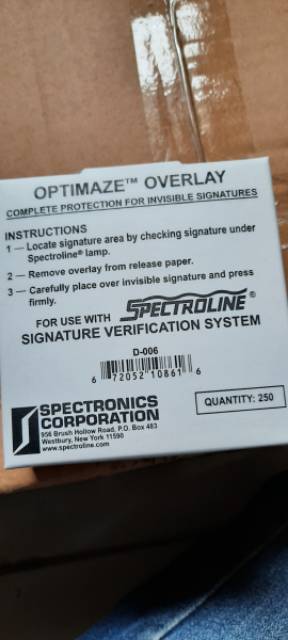 OPTIMAZE™ OVERLAY
COMPLETE PROTECTION FOR INVISIBLE SIGNATURES
INSTRUCTIONS
1 — Locate signature area by checking signature under
Spectroline® lamp.
2 — Remove overlay from release paper.
3 — Carefully place over invisible signature and press
firmly.
FOR USE WITH SPECTROLINE®
SIGNATURE VERIFICATION SYSTEM
D-006
6 72052 10861 6
SPECTRONICS
CORPORATION
956 Brush Hollow Road, P.O. Box 483
Westbury, New York 11590
www.spectroline.com
QUANTITY: 250